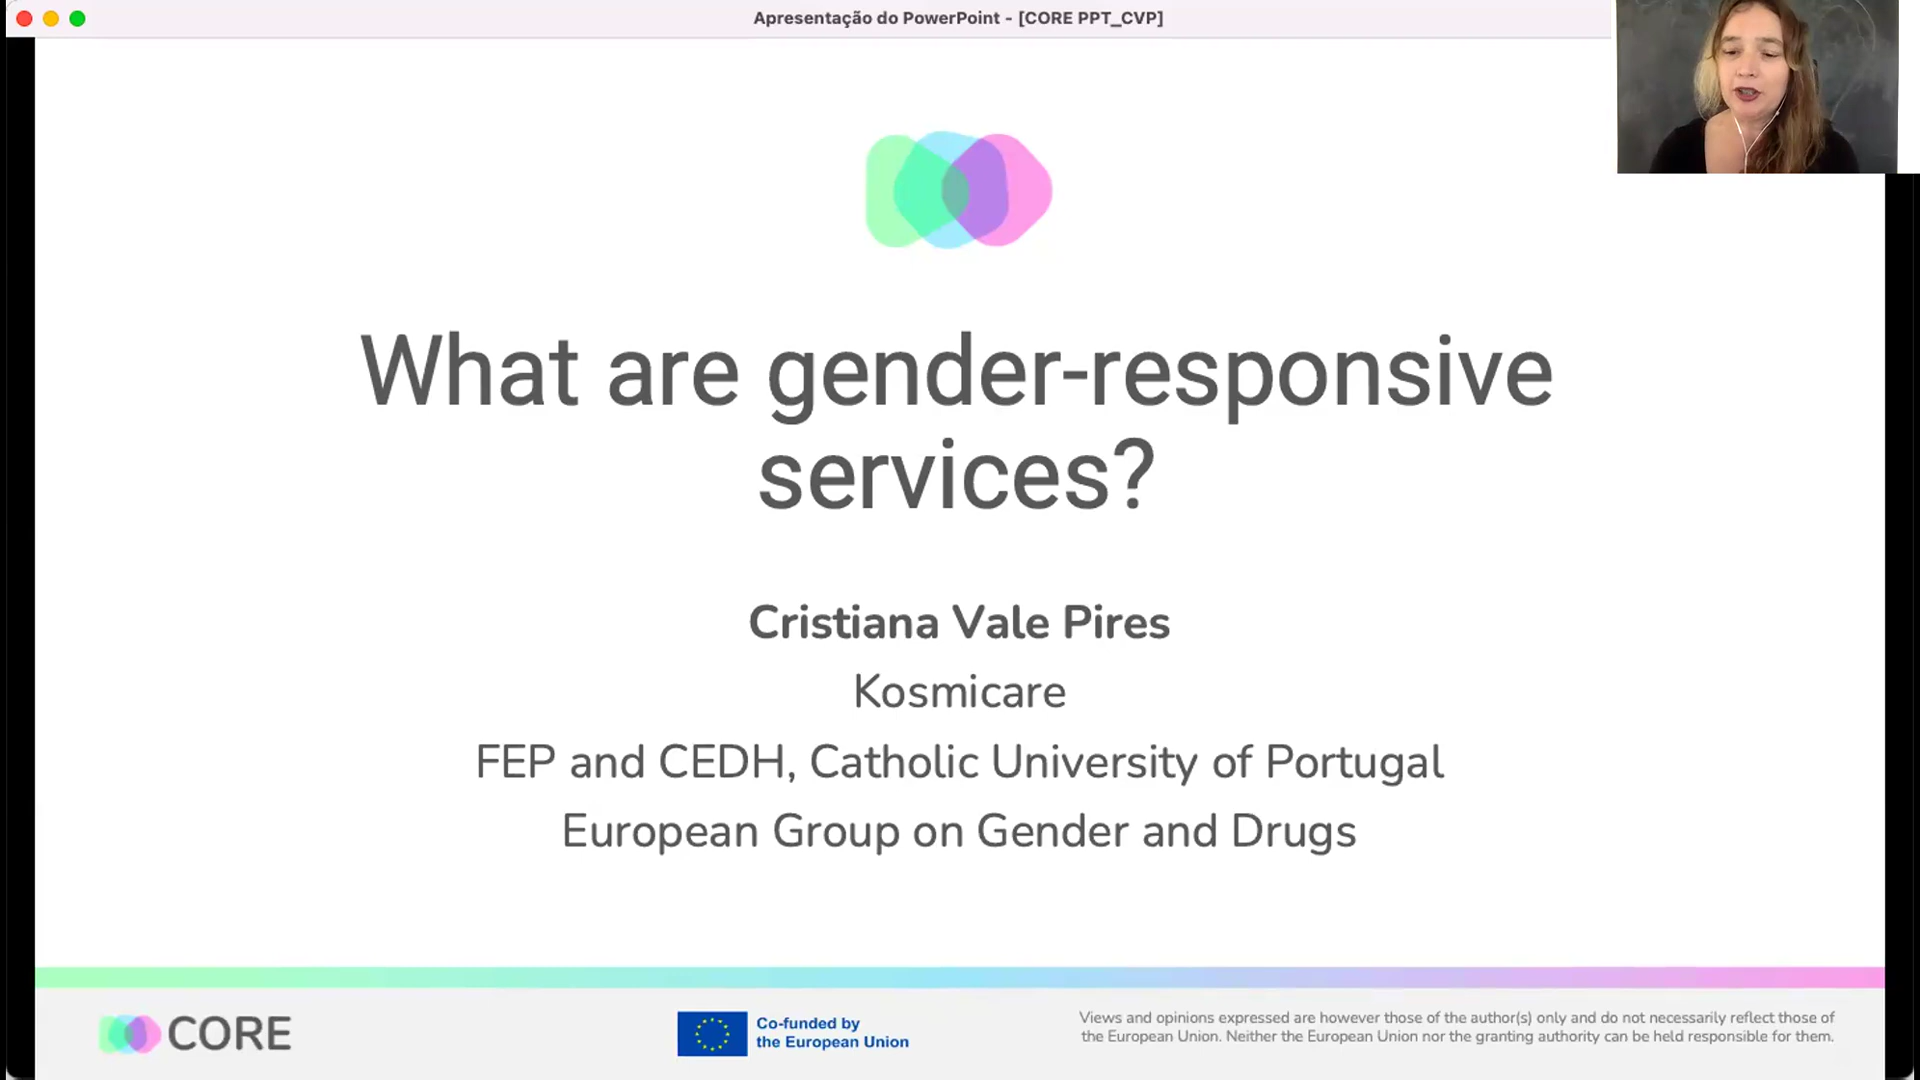 Apresentação do PowerPoint - [CORE PPT_CVP]
What are gender-responsive
services?
Cristiana Vale Pires
Kosmicare
FEP and CEDH, Catholic University of Portugal
European Group on Gender and Drugs
CORE
Co-funded by
the European Union
Views and opinions expressed are however those of the author(s) only and do not necessarily reflect those of
the European Union. Neither the European Union nor the granting authority can be held responsible for them.